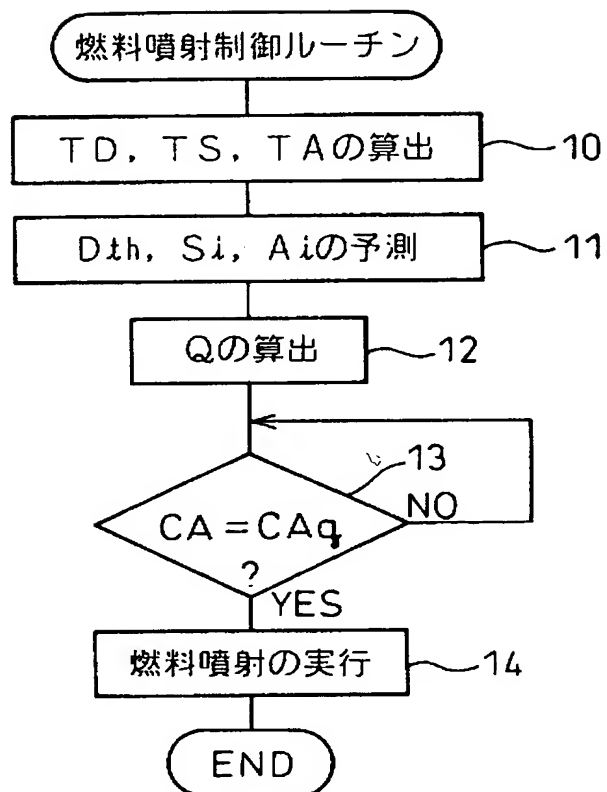 燃料噴射制御ルーチン
TD, TS, TAの算出
10
Dth, Si, Aiの予測
11
Qの算出
12
13
NO
CA=CAq
?
YES
燃料噴射の実行
14
END